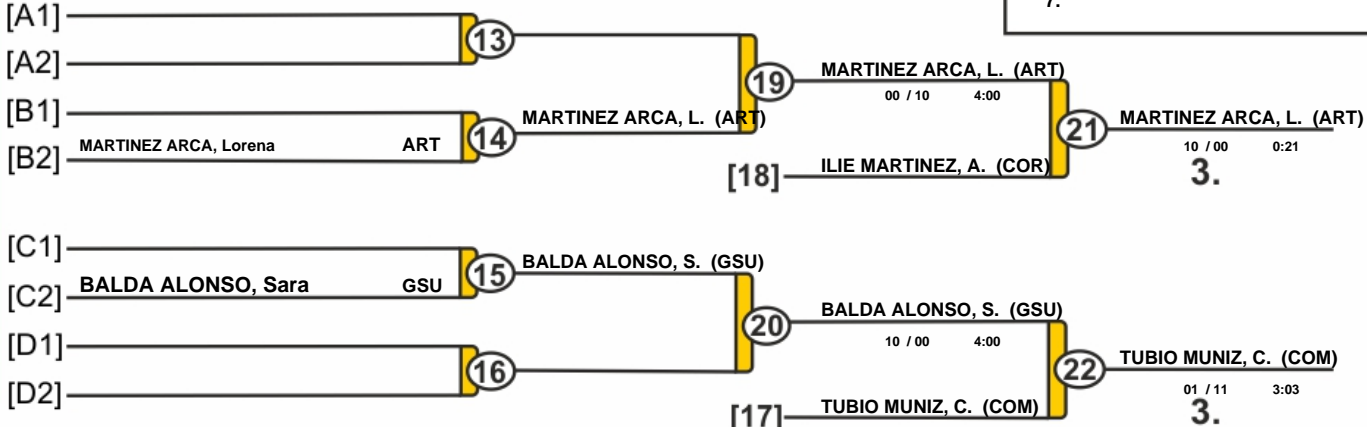 7.
[A1]
13
[A2]
19
MARTINEZ ARCA, L. (ART)
00 / 10 4:00
[B1]
MARTINEZ ARCA, L. (ART)
21
MARTINEZ ARCA, L. (ART)
10 / 00 0:21
3.
[B2] MARTINEZ ARCA, Lorena ART
14
[18] ILIE MARTINEZ, A. (COR)
[C1]
15
BALDA ALONSO, S. (GSU)
[C2] BALDA ALONSO, Sara GSU
20
BALDA ALONSO, S. (GSU)
10 / 00 4:00
[D1]
16
22
TUBIO MUNIZ, C. (COM)
01 / 11 3:03
3.
[D2]
[17] TUBIO MUNIZ, C. (COM)